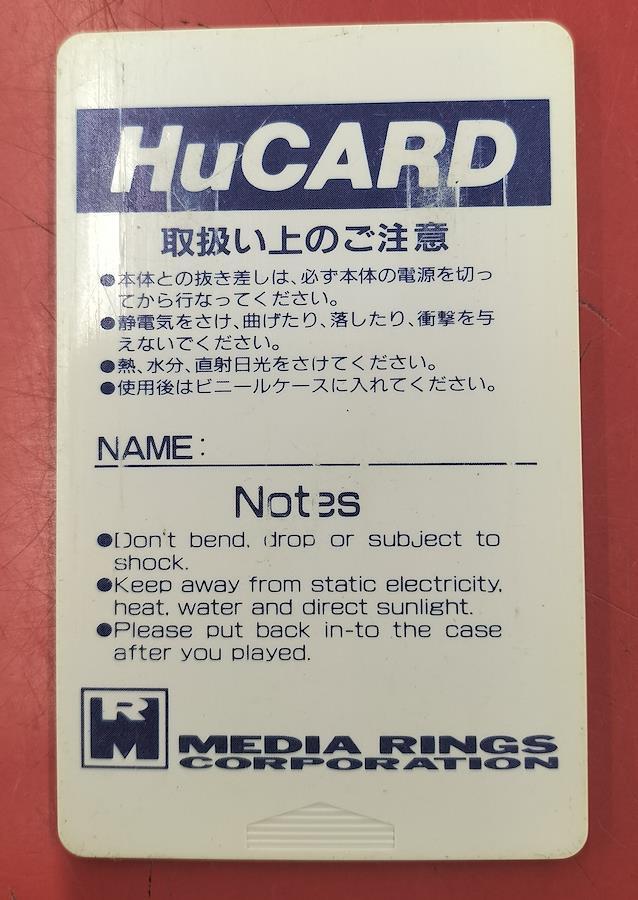 HuCARD
取扱い上のご注意
●本体との抜き差しは、必ず本体の電源を切っ
てから行なってください。
●静電気をさけ、曲げたり、落したり、衝撃を与
えないでください。
●熱、水分、直射日光をさけてください。
●使用後はビニールケースに入れてください。
NAME:
Notes
●Don't bend, drop or subject to
shock.
●Keep away from static electricity,
heat, water and direct sunlight.
●Please put back in-to the case
after you played.
RM
MEDIA RINGS
CORPORATION